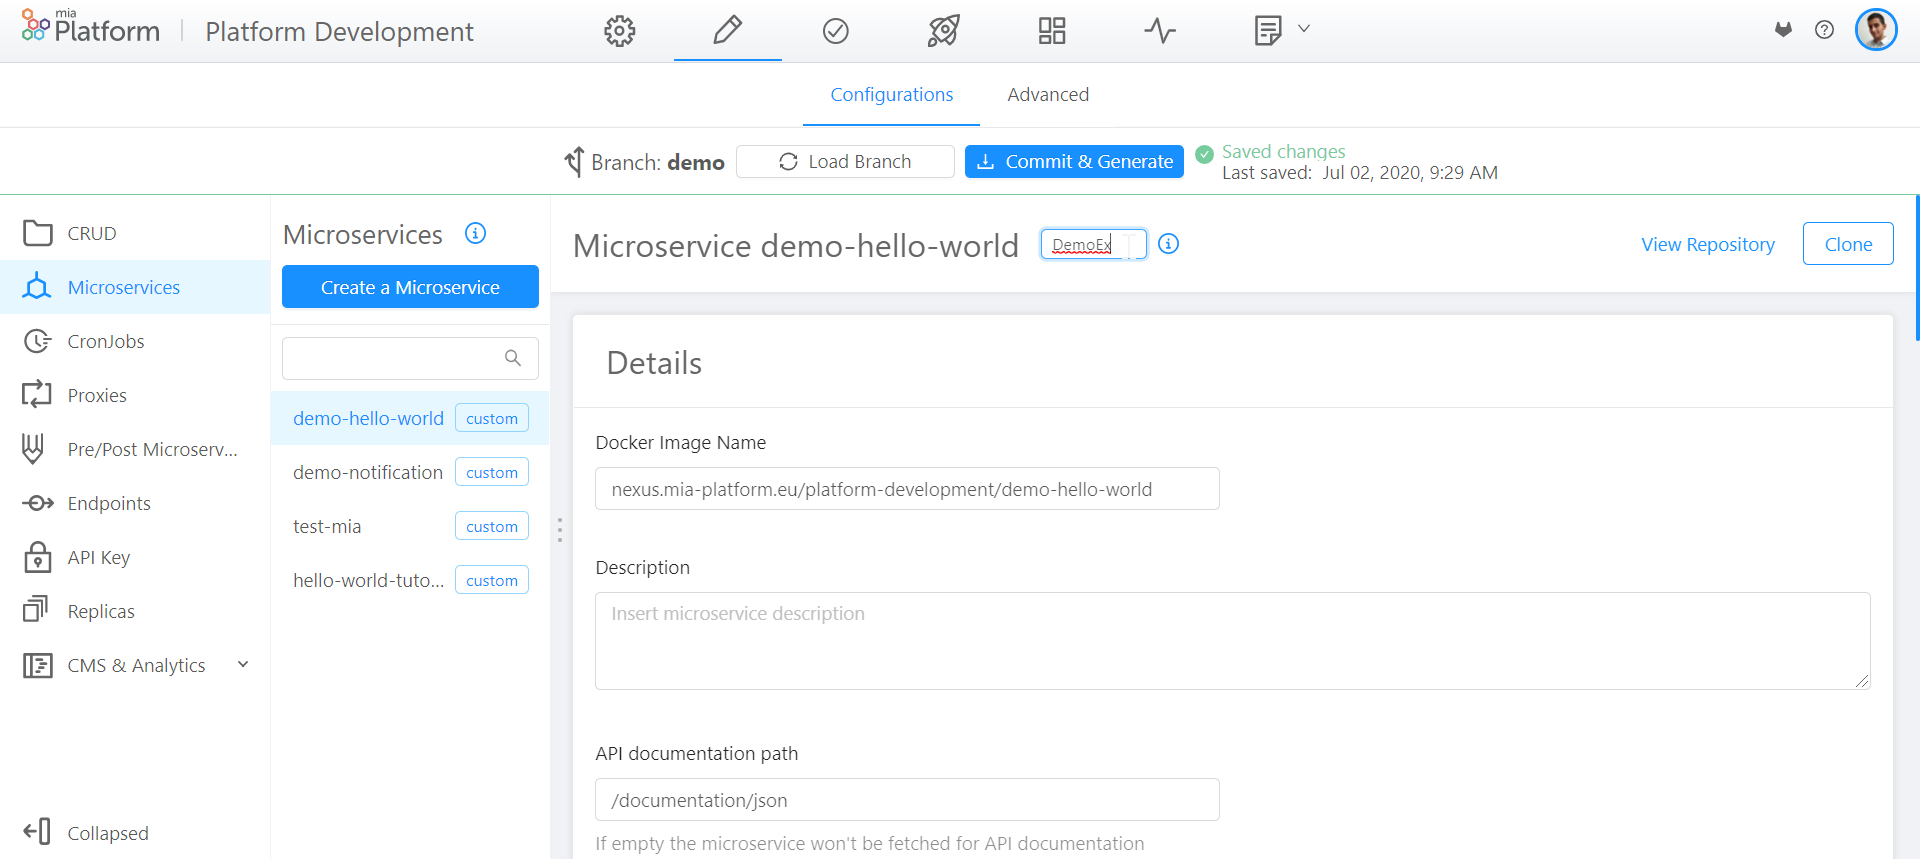 mia
Platform
Platform Development
Configurations
Advanced
Branch: demo
Load Branch
Commit & Generate
Saved changes
Last saved: Jul 02, 2020, 9:29 AM
CRUD
Microservices
CronJobs
Proxies
Pre/Post Microserv...
Endpoints
API Key
Replicas
CMS & Analytics
Collapsed
Microservices
Create a Microservice
demo-hello-world custom
demo-notification custom
test-mia custom
hello-world-tuto... custom
Microservice demo-hello-world
DemoEx
View Repository
Clone
Details
Docker Image Name
nexus.mia-platform.eu/platform-development/demo-hello-world
Description
Insert microservice description
API documentation path
/documentation/json
If empty the microservice won't be fetched for API documentation